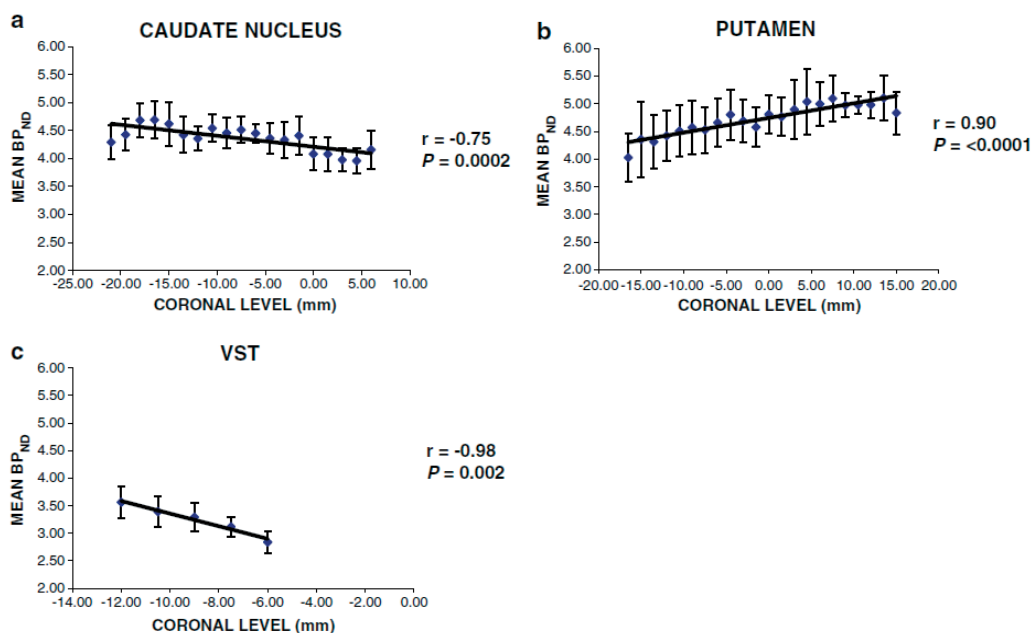 a
CAUDATE NUCLEUS
6.00
5.50
5.00
4.50
4.00
3.50
3.00
2.50
2.00
MEAN BP_ND
-25.00 -20.00 -15.00 -10.00 -5.00 0.00 5.00 10.00
CORONAL LEVEL (mm)
r = -0.75
P = 0.0002
b
PUTAMEN
6.00
5.50
5.00
4.50
4.00
3.50
3.00
2.50
2.00
MEAN BP_ND
-20.00 -15.00 -10.00 -5.00 0.00 5.00 10.00 15.00 20.00
CORONAL LEVEL (mm)
r = 0.90
P = <0.0001
c
VST
6.00
5.50
5.00
4.50
4.00
3.50
3.00
2.50
2.00
MEAN BP_ND
-14.00 -12.00 -10.00 -8.00 -6.00 -4.00 -2.00 0.00
CORONAL LEVEL (mm)
r = -0.98
P = 0.002